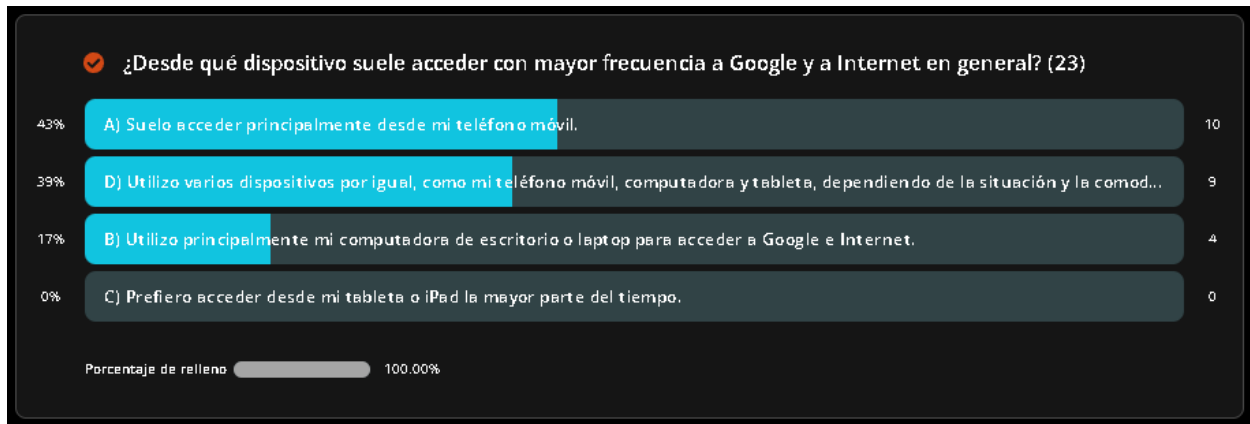 ¿Desde qué dispositivo suele acceder con mayor frecuencia a Google y a Internet en general? (23)
43% A) Suelo acceder principalmente desde mi teléfono móvil. 10
39% D) Utilizo varios dispositivos por igual, como mi teléfono móvil, computadora y tableta, dependiendo de la situación y la comod... 9
17% B) Utilizo principalmente mi computadora de escritorio o laptop para acceder a Google e Internet. 4
0% C) Prefiero acceder desde mi tableta o iPad la mayor parte del tiempo. 0
Porcentaje de relleno 100.00%